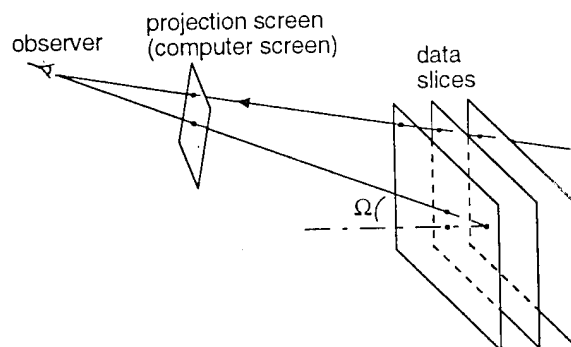 projection screen
(computer screen)
observer
data
slices
Ω(